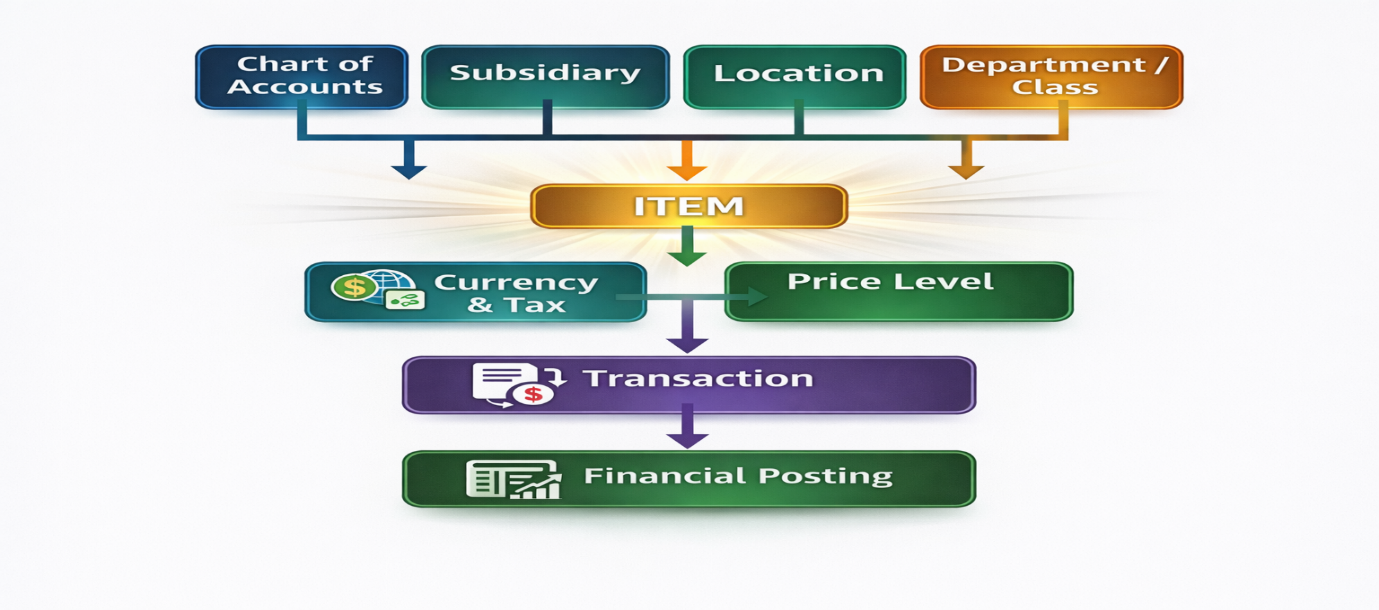 Chart of
Accounts
Subsidiary
Location
Department /
Class
ITEM
$
Currency
& Tax
Price Level
$
Transaction
Financial Posting